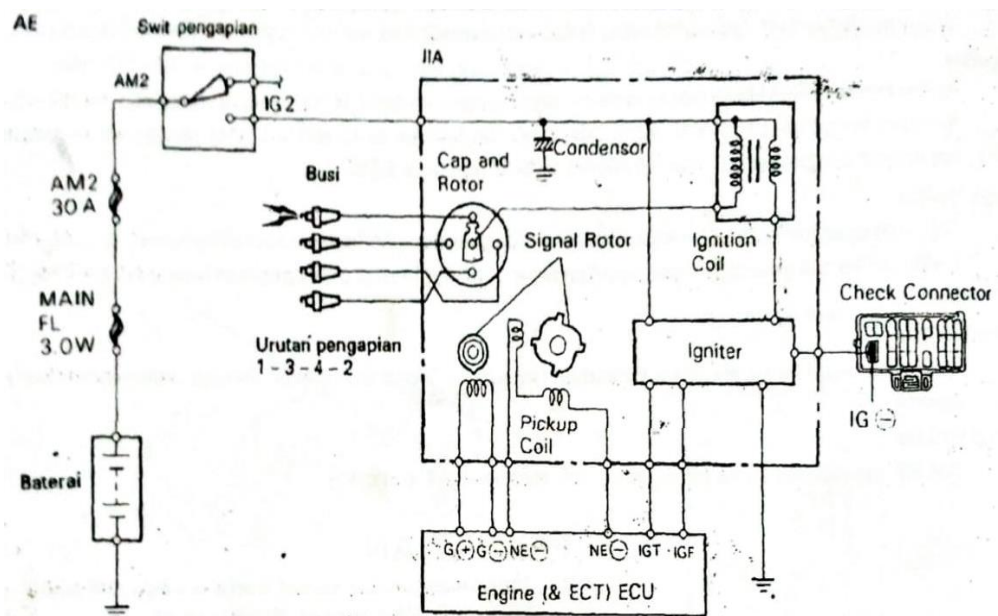 AE
Swit pengapian
AM2
IG 2
IIA
AM2
30 A
Busi
Cap and
Rotor
Condensor
Signal Rotor
Ignition
Coil
MAIN
FL
3.0W
Urutari pengapian
1 - 3 - 4 - 2
Pickup
Coil
Igniter
Check Connector
IG ⊖
Baterai
G ⊕ G ⊖ NE ⊖ NE ⊖ IGT IGF
Engine (& ECT) ECU